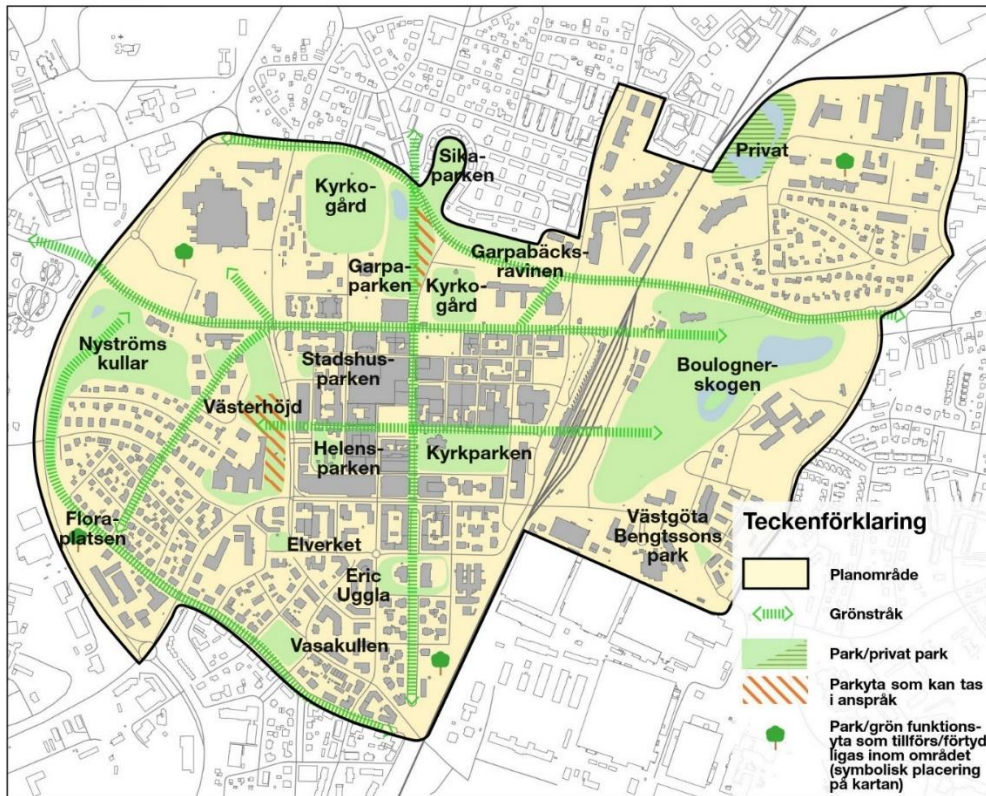 Sika-
parken
Privat
Kyrko-
gård
Garpabäcks-
ravinen
Garpa-
parken
Kyrko-
gård
Nyströms
kullar
Stadshus-
parken
Boulogner-
skogen
Västerhöjd
Helens-
parken
Kyrkparken
Flora-
platsen
Elverket
Västgöta
Bengtssons
park
Eric
Uggla
Vasakullen
Teckenförklaring
Planområde
Grönstråk
Park/privat park
Parkyta som kan tas
i anspråk
Park/grön funktions-
yta som tillförs/förtyd
ligas inom området
(symbolisk placering
på kartan)